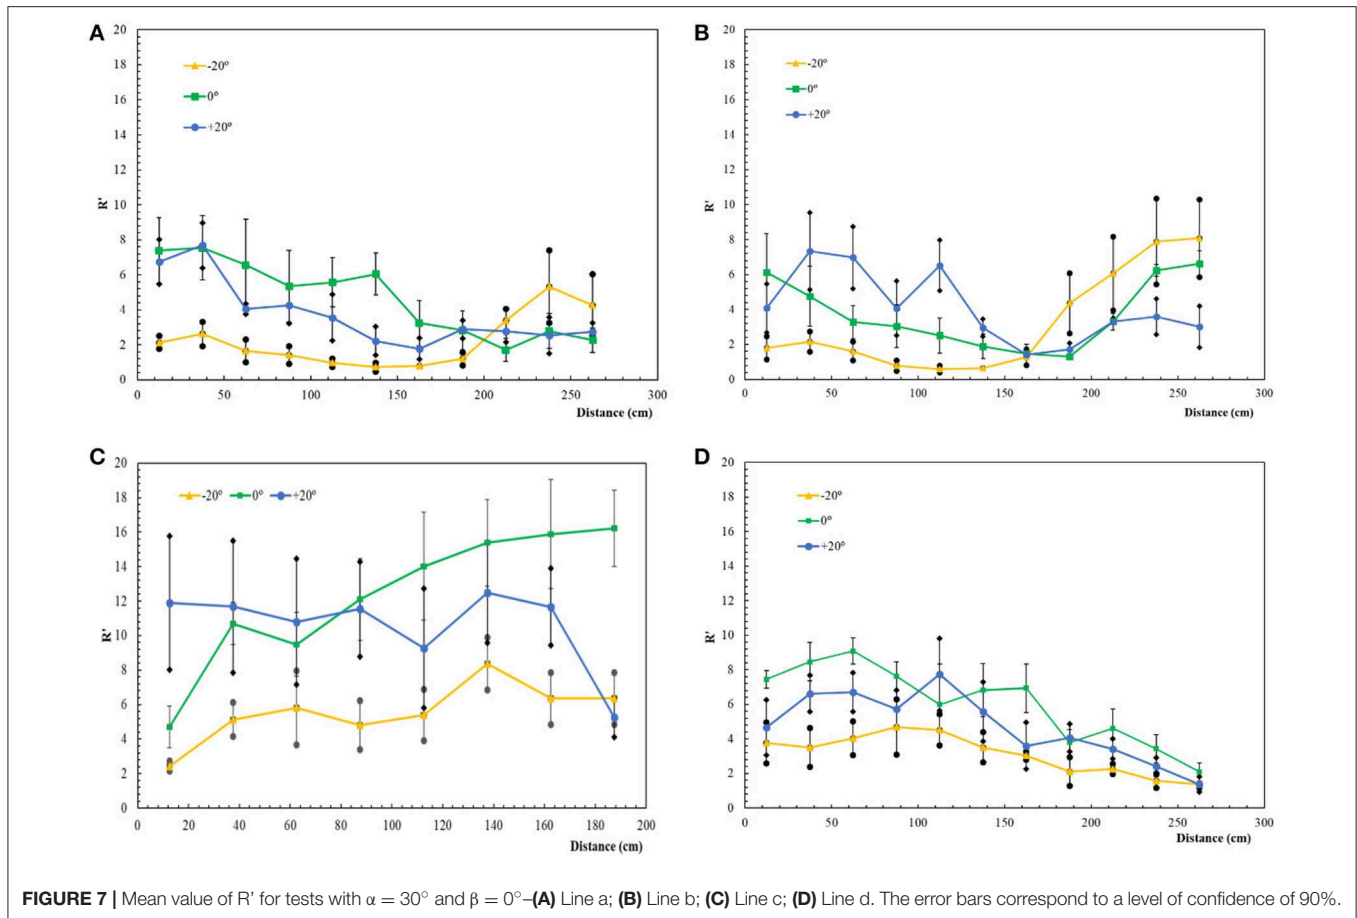 A
20
18
16
14
12
10
8
6
4
2
0
R'
-20º
0º
+20º
0 50 100 150 200 250 300
Distance (cm)
B
20
18
16
14
12
10
8
6
4
2
0
R'
-20º
0º
+20º
0 50 100 150 200 250 300
Distance (cm)
C
20
18
16
14
12
10
8
6
4
2
0
R'
-20º 0º +20º
0 20 40 60 80 100 120 140 160 180 200
Distance (cm)
D
20
18
16
14
12
10
8
6
4
2
0
R'
-20º
0º
+20º
0 50 100 150 200 250 300
Distance (cm)
FIGURE 7 | Mean value of R’ for tests with α = 30° and β = 0°–(A) Line a; (B) Line b; (C) Line c; (D) Line d. The error bars correspond to a level of confidence of 90%.